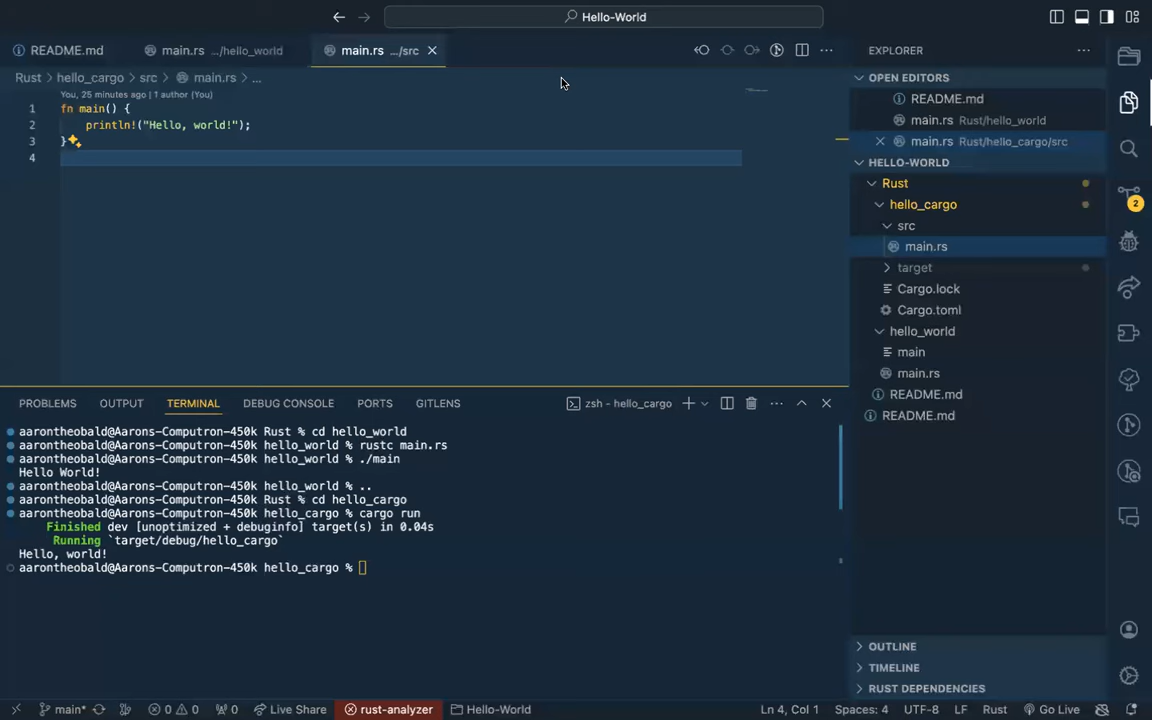 Hello-World
README.md
main.rs .../hello_world
main.rs .../src
Rust > hello_cargo > src > main.rs > ...
You, 25 minutes ago | 1 author (You)
1 fn main() {
2 println!("Hello, world!");
3 }
4
EXPLORER
OPEN EDITORS
README.md
main.rs Rust/hello_world
main.rs Rust/hello_cargo/src
HELLO-WORLD
Rust
hello_cargo
src
main.rs
target
Cargo.lock
Cargo.toml
hello_world
main
main.rs
README.md
README.md
OUTLINE
TIMELINE
RUST DEPENDENCIES
2
PROBLEMS OUTPUT TERMINAL DEBUG CONSOLE PORTS GITLENS
zsh - hello_cargo
aarontheobald@Aarons-Computron-450k Rust % cd hello_world
aarontheobald@Aarons-Computron-450k hello_world % rustc main.rs
aarontheobald@Aarons-Computron-450k hello_world % ./main
Hello World!
aarontheobald@Aarons-Computron-450k hello_world % ..
aarontheobald@Aarons-Computron-450k Rust % cd hello_cargo
aarontheobald@Aarons-Computron-450k hello_cargo % cargo run
Finished dev [unoptimized + debuginfo] target(s) in 0.04s
Running `target/debug/hello_cargo`
Hello, world!
aarontheobald@Aarons-Computron-450k hello_cargo %
main* 0 0 0 Live Share rust-analyzer Hello-World Ln 4, Col 1 Spaces: 4 UTF-8 LF Rust Go Live